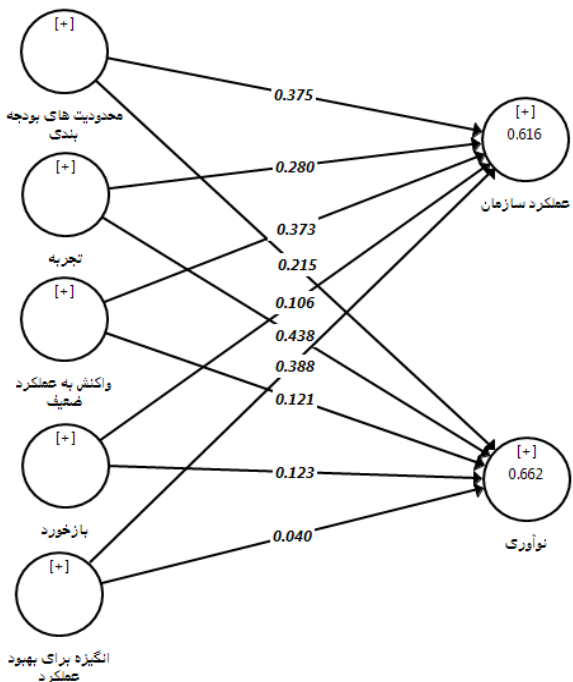 [+]
محدودیت های بودجه
بندی
[+]
تجربه
[+]
واکنش به عملکرد
ضعیف
[+]
بازخورد
[+]
انگیزه برای بهبود
عملکرد
0.375
0.280
0.373
0.215
0.106
0.438
0.388
0.121
0.123
0.040
[+]
0.616
عملکرد سازمان
[+]
0.662
نوآوری